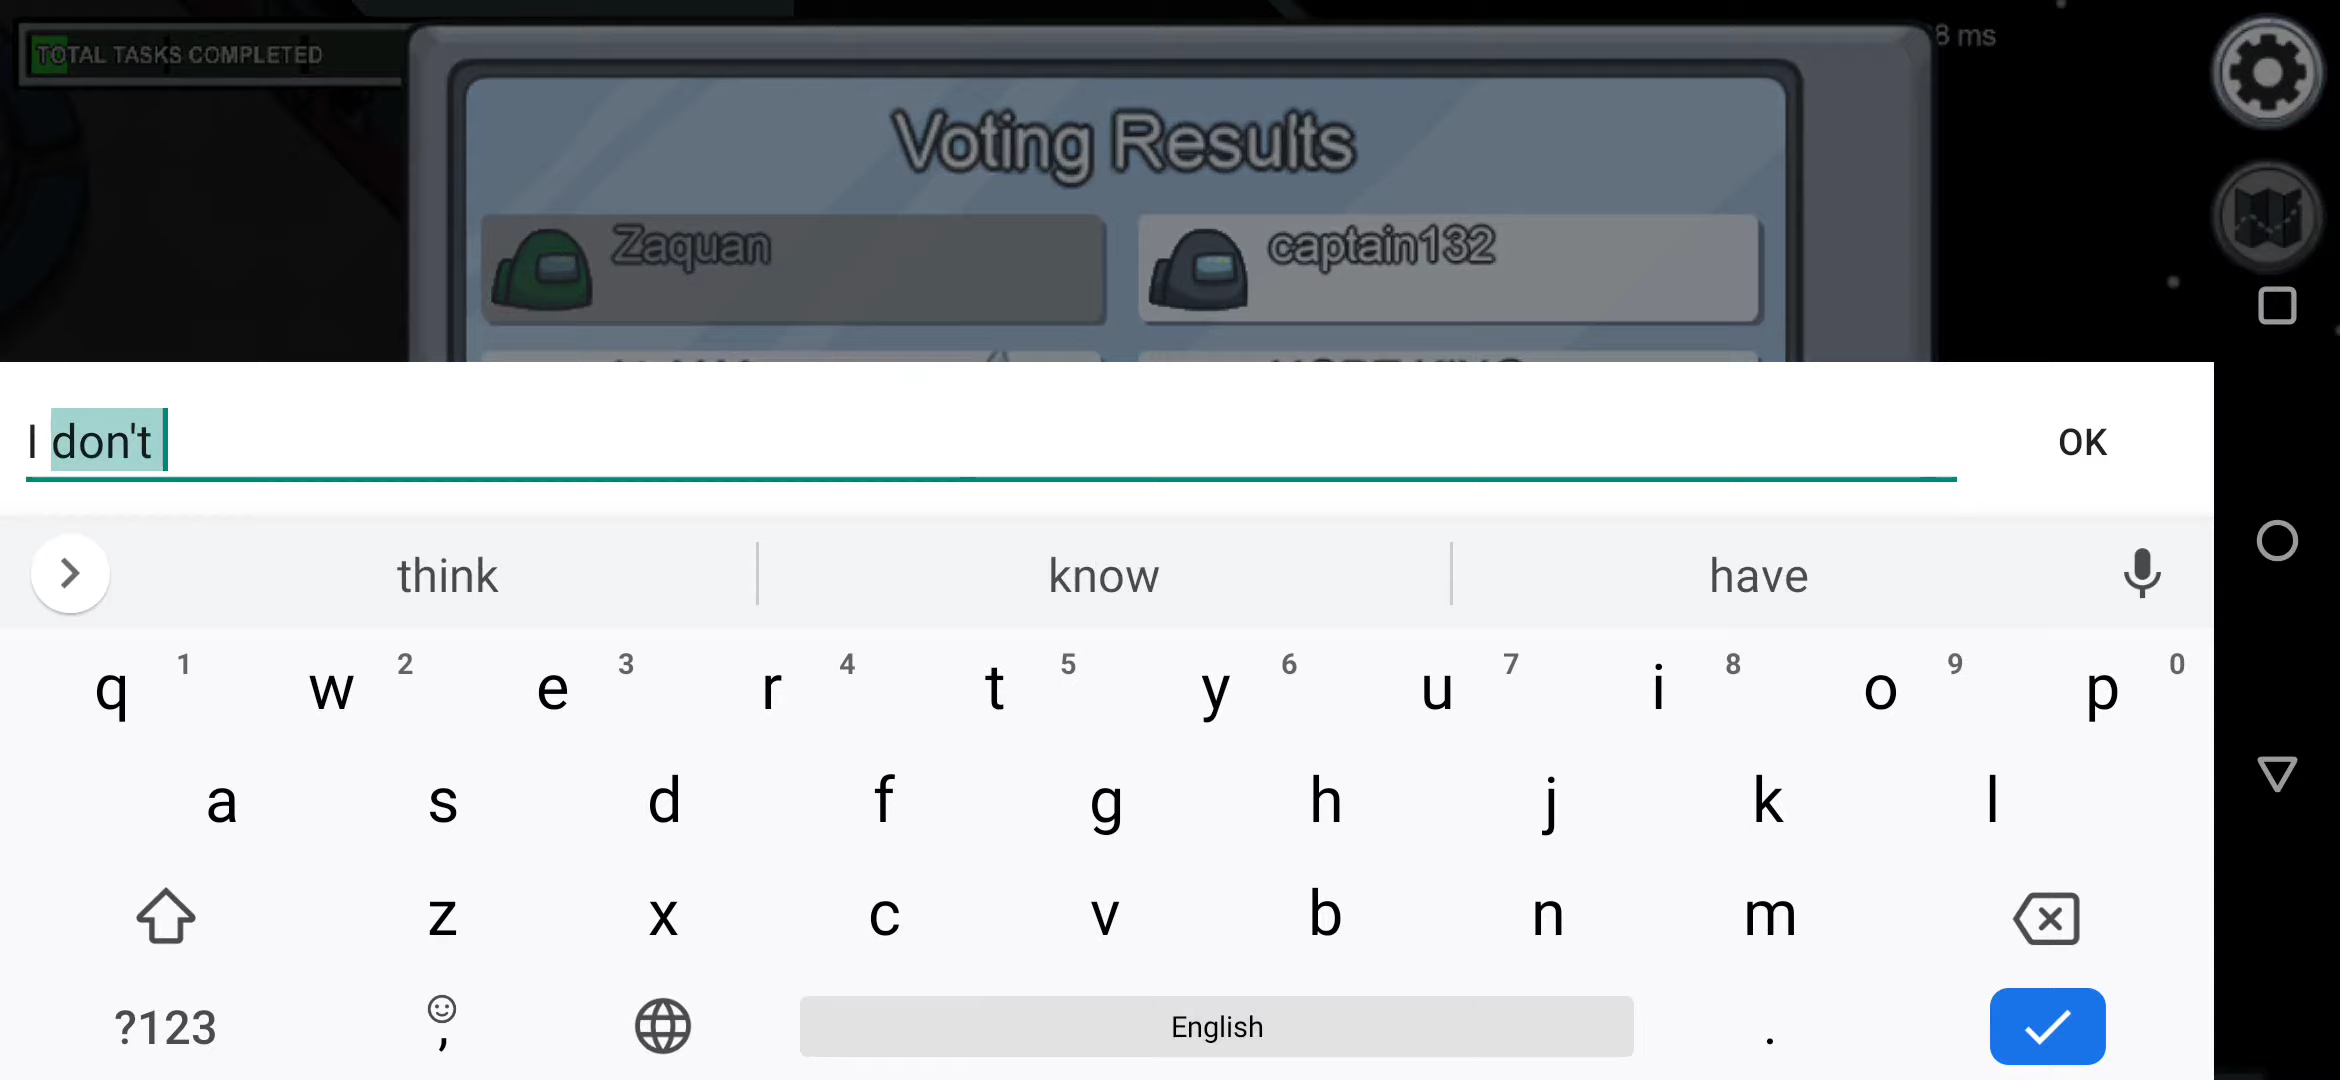 TOTAL TASKS COMPLETED
8 ms
Voting Results
Zaquan
captain132
I don't
OK
think
know
have
q 1 w 2 e 3 r 4 t 5 y 6 u 7 i 8 o 9 p 0
a s d f g h j k l
z x c v b n m
?123 , English .